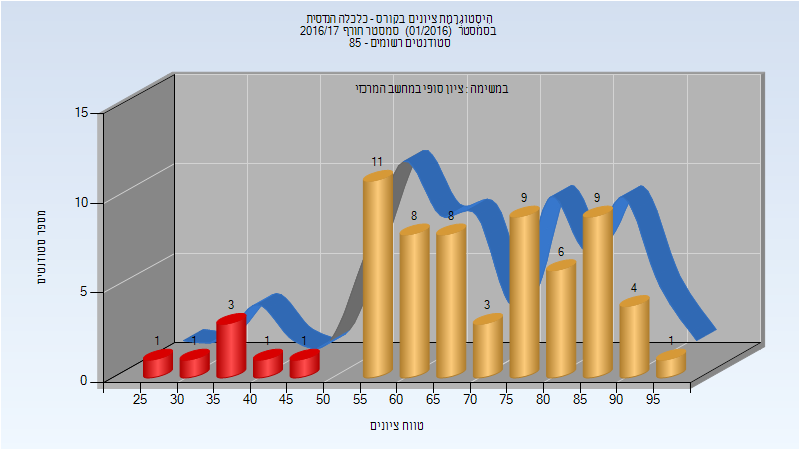 היסטוגרמת ציונים בקורס - כלכלה הנדסית
בסמסטר (01/2016) סמסטר חורף 2016/17
סטודנטים רשומים - 85
במשימה : ציון סופי במחשב המרכזי
15
10
5
0
מספר סטודנטים
1
1
3
1
1
11
8
8
3
9
6
9
4
1
25 30 35 40 45 50 55 60 65 70 75 80 85 90 95
טווח ציונים